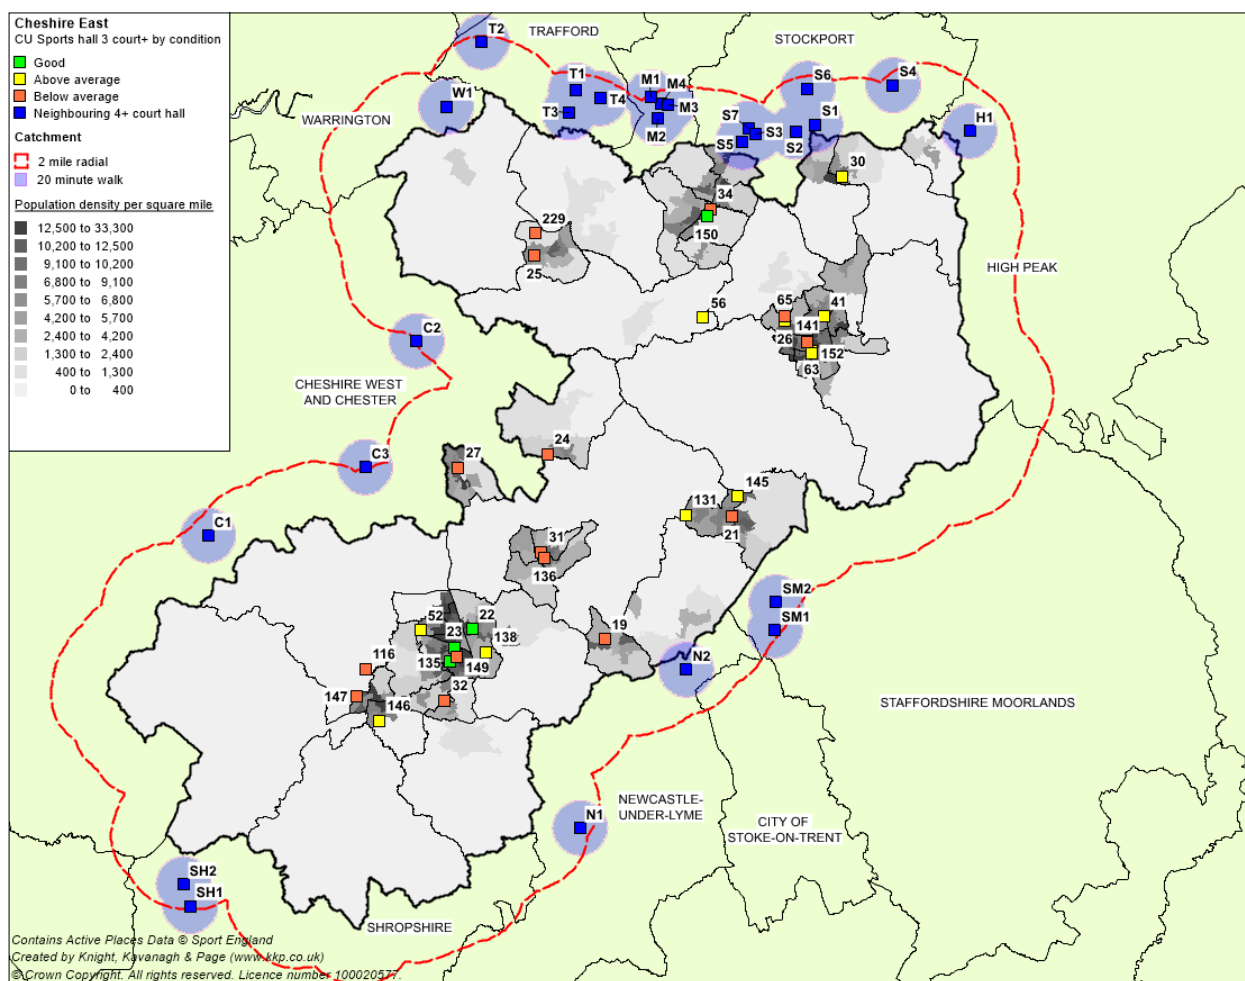 Cheshire East
CU Sports hall 3 court+ by condition
Good
Above average
Below average
Neighbouring 4+ court hall
Catchment
2 mile radial
20 minute walk
Population density per square mile
12,500 to 33,300
10,200 to 12,500
9,100 to 10,200
6,800 to 9,100
5,700 to 6,800
4,200 to 5,700
2,400 to 4,200
1,300 to 2,400
400 to 1,300
0 to 400
T2
TRAFFORD
STOCKPORT
T1
M1
M4
S6
S4
W1
T4
M3
T3
M2
S7
S1
H1
WARRINGTON
S3
S5
S2
30
34
229
150
25
HIGH PEAK
56
65
41
C2
141
26
152
63
CHESHIRE WEST
AND CHESTER
24
27
C3
145
131
C1
31
21
136
SM2
52
22
19
SM1
23
138
116
135
149
N2
147
32
146
STAFFORDSHIRE MOORLANDS
NEWCASTLE-
UNDER-LYME
N1
CITY OF
STOKE-ON-TRENT
SH2
SH1
SHROPSHIRE
Contains Active Places Data © Sport England
Created by Knight, Kavanagh & Page (www.kkp.co.uk)
© Crown Copyright. All rights reserved. Licence number 100020577.